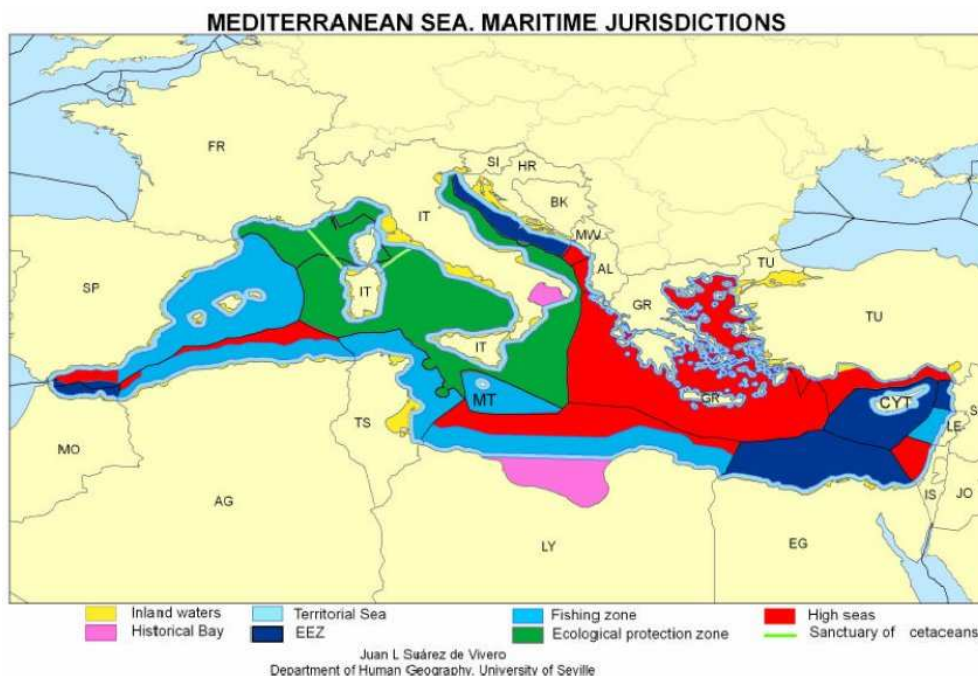 MEDITERRANEAN SEA. MARITIME JURISDICTIONS
FR
SI
HR
IT
BK
MW
AL
TU
SP
IT
GR
TU
IT
MT
GR
CYT
LE
S
TS
MO
IS
JO
AG
LY
EG
Inland waters
Territorial Sea
Fishing zone
High seas
Historical Bay
EEZ
Ecological protection zone
Sanctuary of cetaceans
Juan L Suárez de Vivero
Department of Human Geography, University of Seville